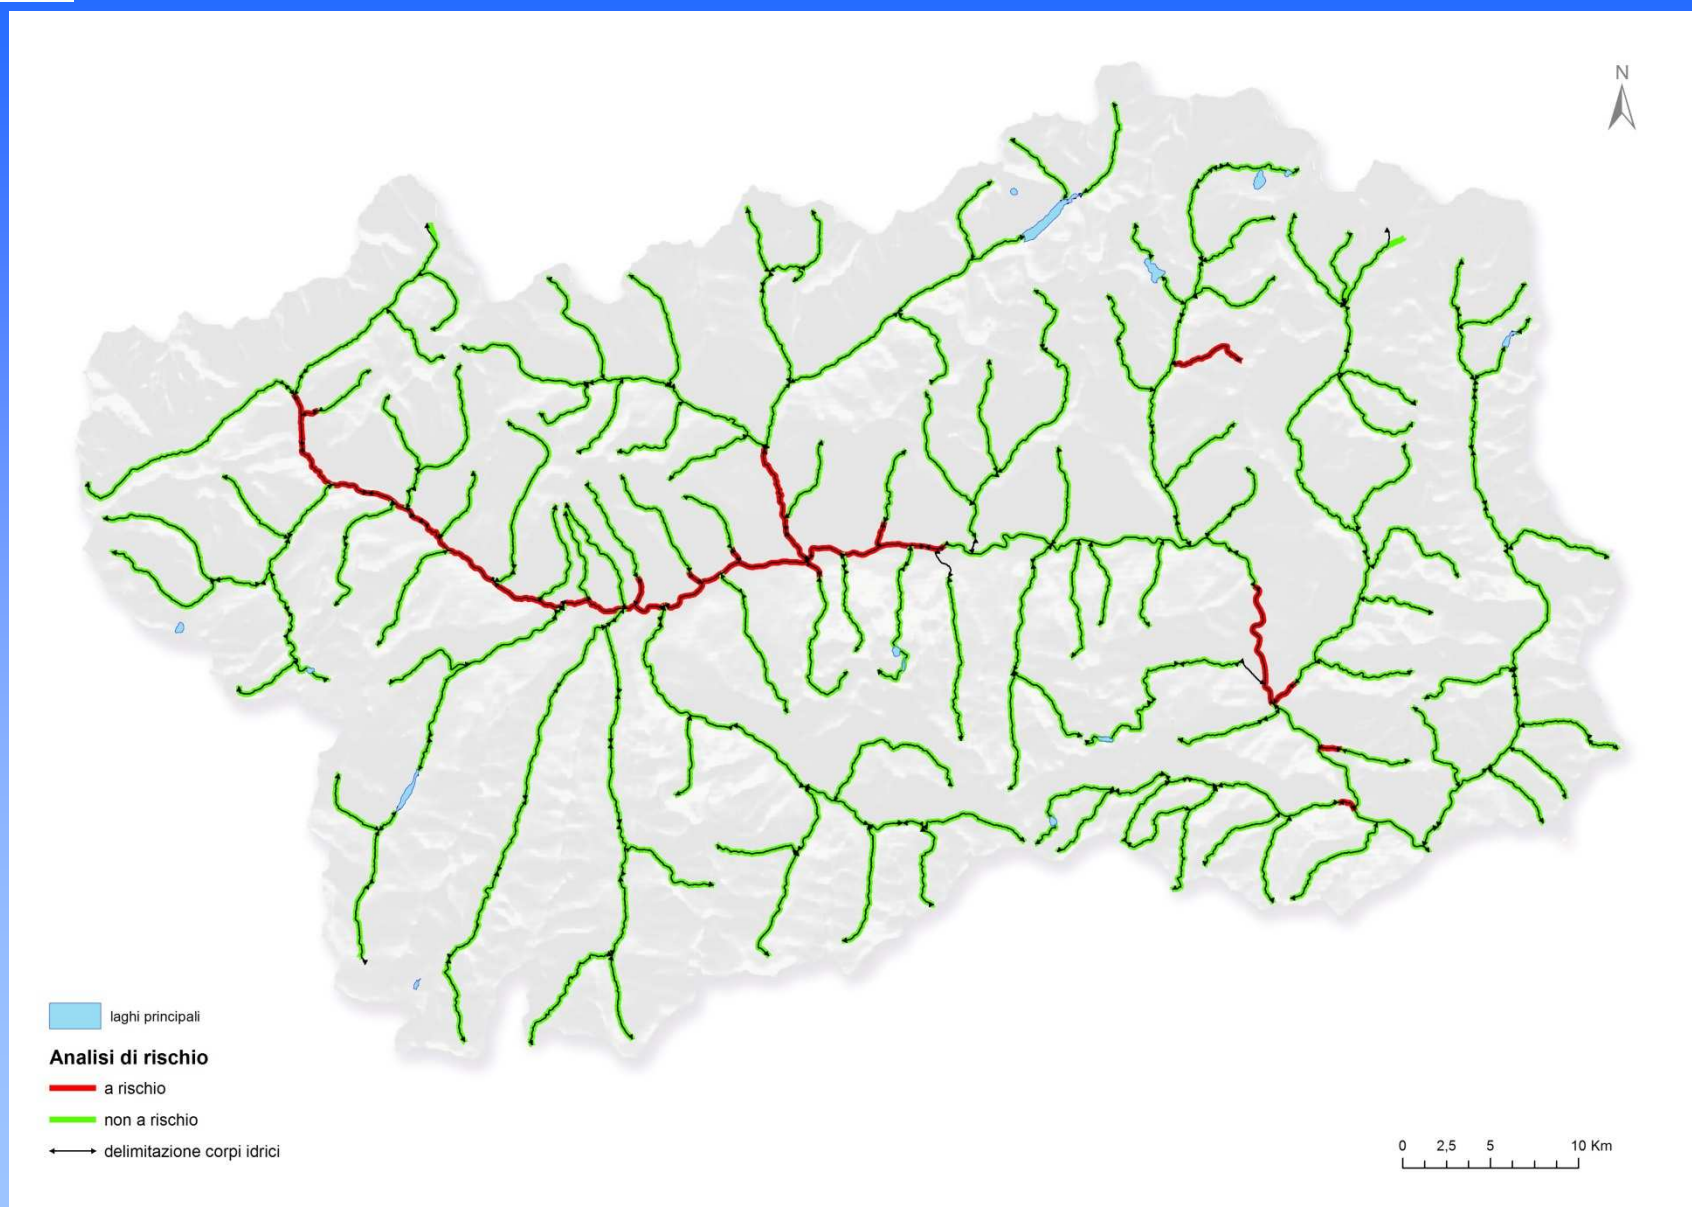 N
laghi principali
Analisi di rischio
a rischio
non a rischio
delimitazione corpi idrici
0 2,5 5 10 Km